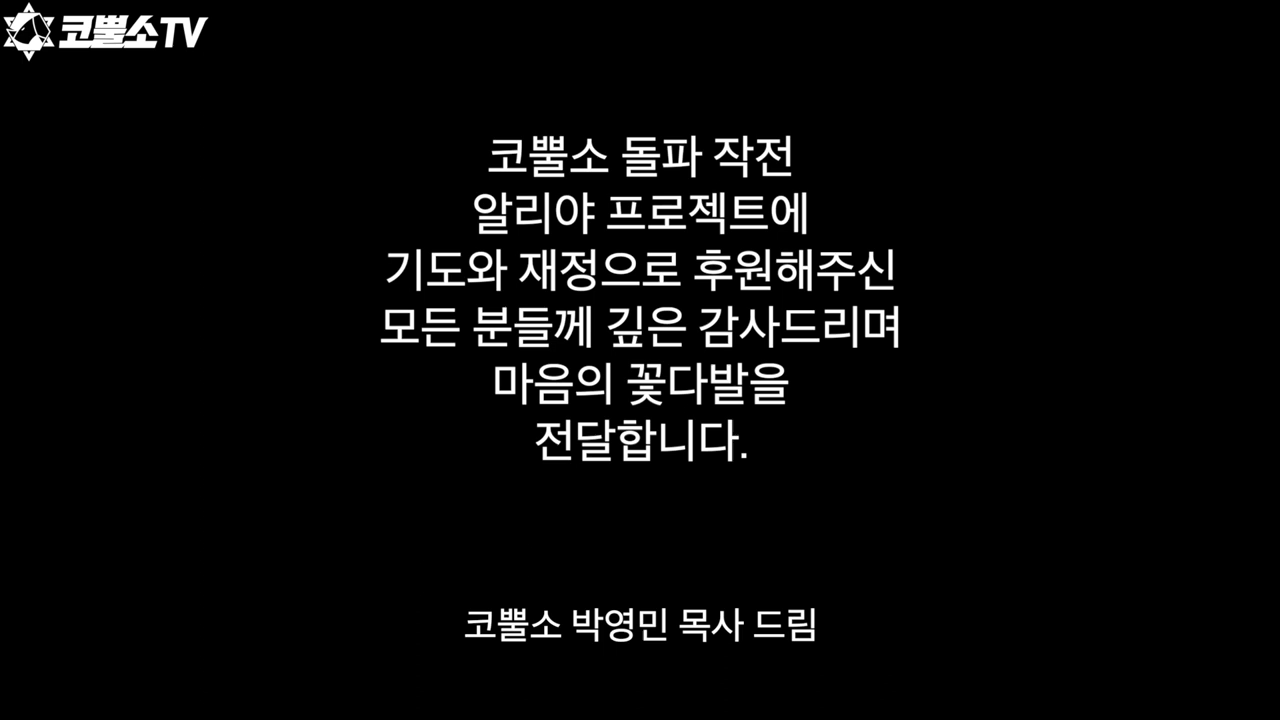 코뿔소TV
코뿔소 돌파 작전
알리야 프로젝트에
기도와 재정으로 후원해주신
모든 분들께 깊은 감사드리며
마음의 꽃다발을
전달합니다.
코뿔소 박영민 목사 드림